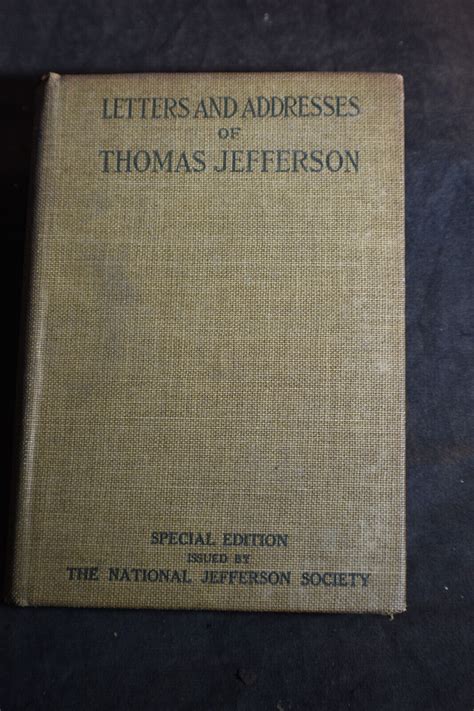 LETTERS AND ADDRESSES
OF
THOMAS JEFFERSON
SPECIAL EDITION
ISSUED BY
THE NATIONAL JEFFERSON SOCIETY